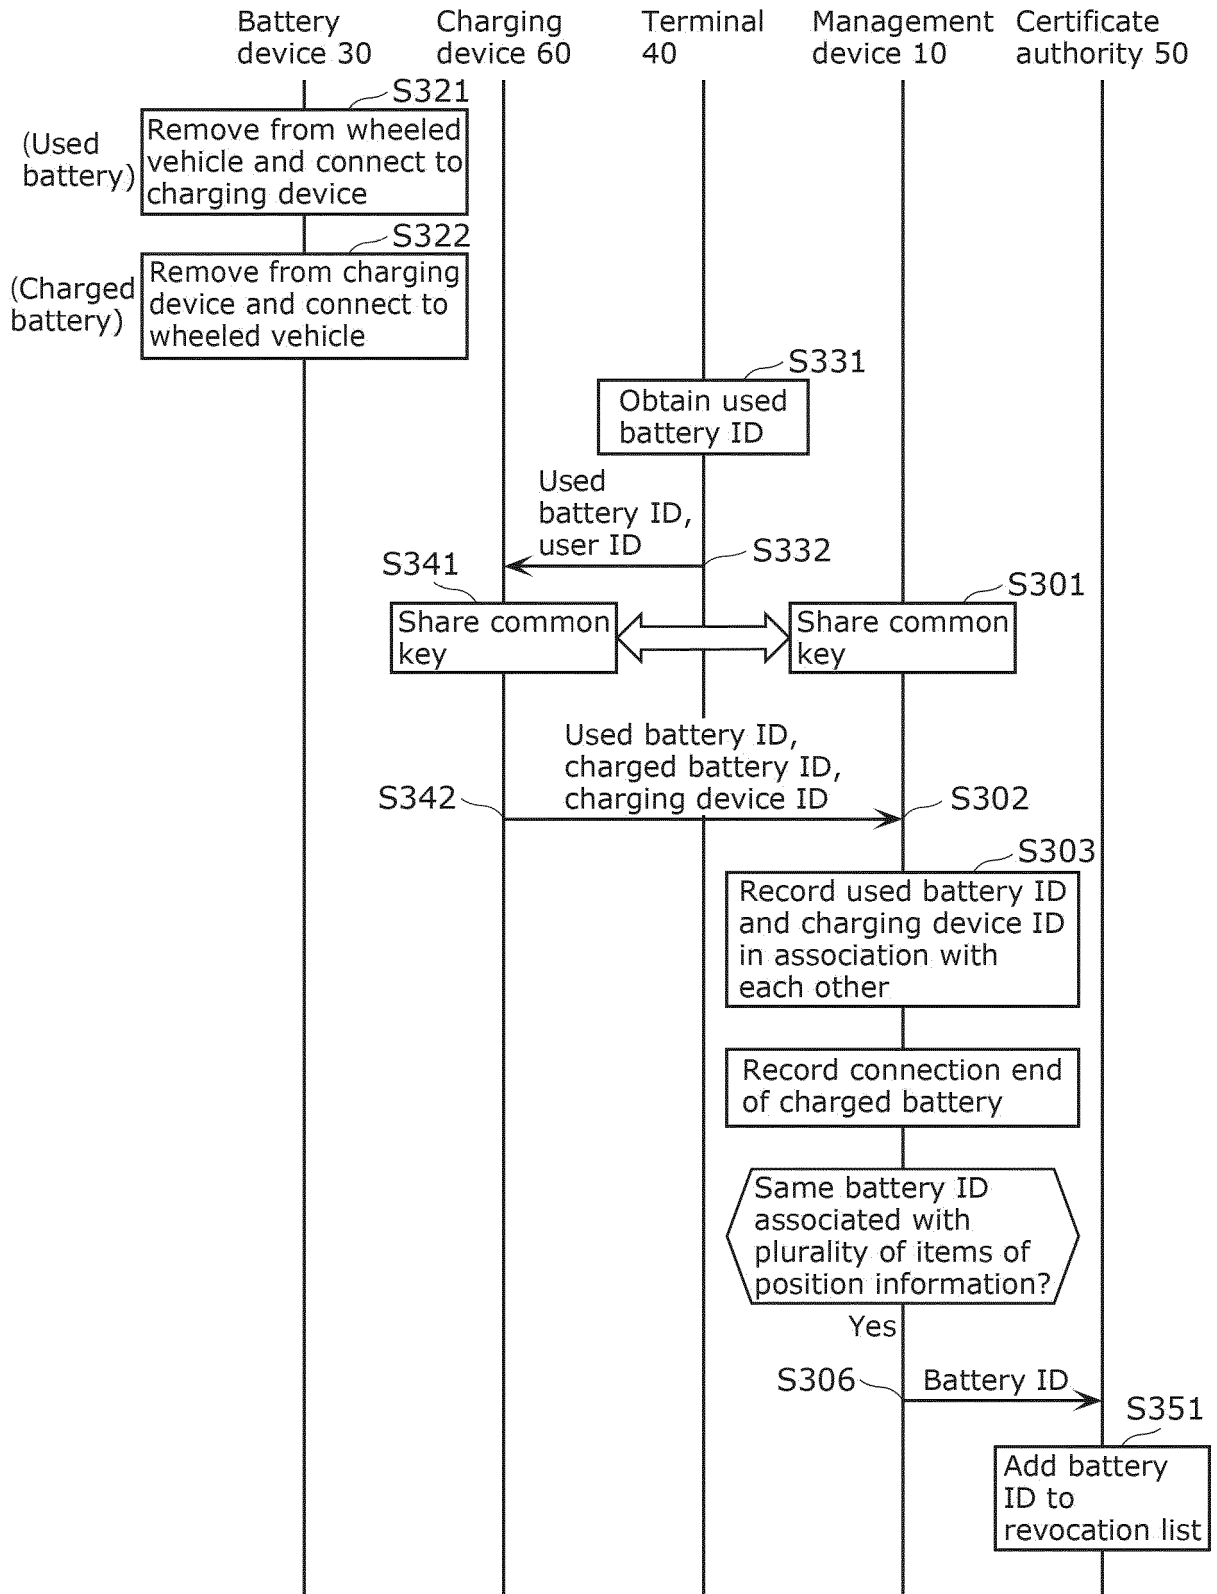 Battery
device 30
Charging
device 60
Terminal
40
Management
device 10
Certificate
authority 50
S321
(Used
battery)
Remove from wheeled
vehicle and connect to
charging device
S322
(Charged
battery)
Remove from charging
device and connect to
wheeled vehicle
S331
Obtain used
battery ID
Used
battery ID,
user ID
S332
S341
S301
Share common
key
Share common
key
Used battery ID,
charged battery ID,
charging device ID
S342
S302
S303
Record used battery ID
and charging device ID
in association with
each other
Record connection end
of charged battery
Same battery ID
associated with
plurality of items of
position information?
Yes
S306
Battery ID
S351
Add battery
ID to
revocation list